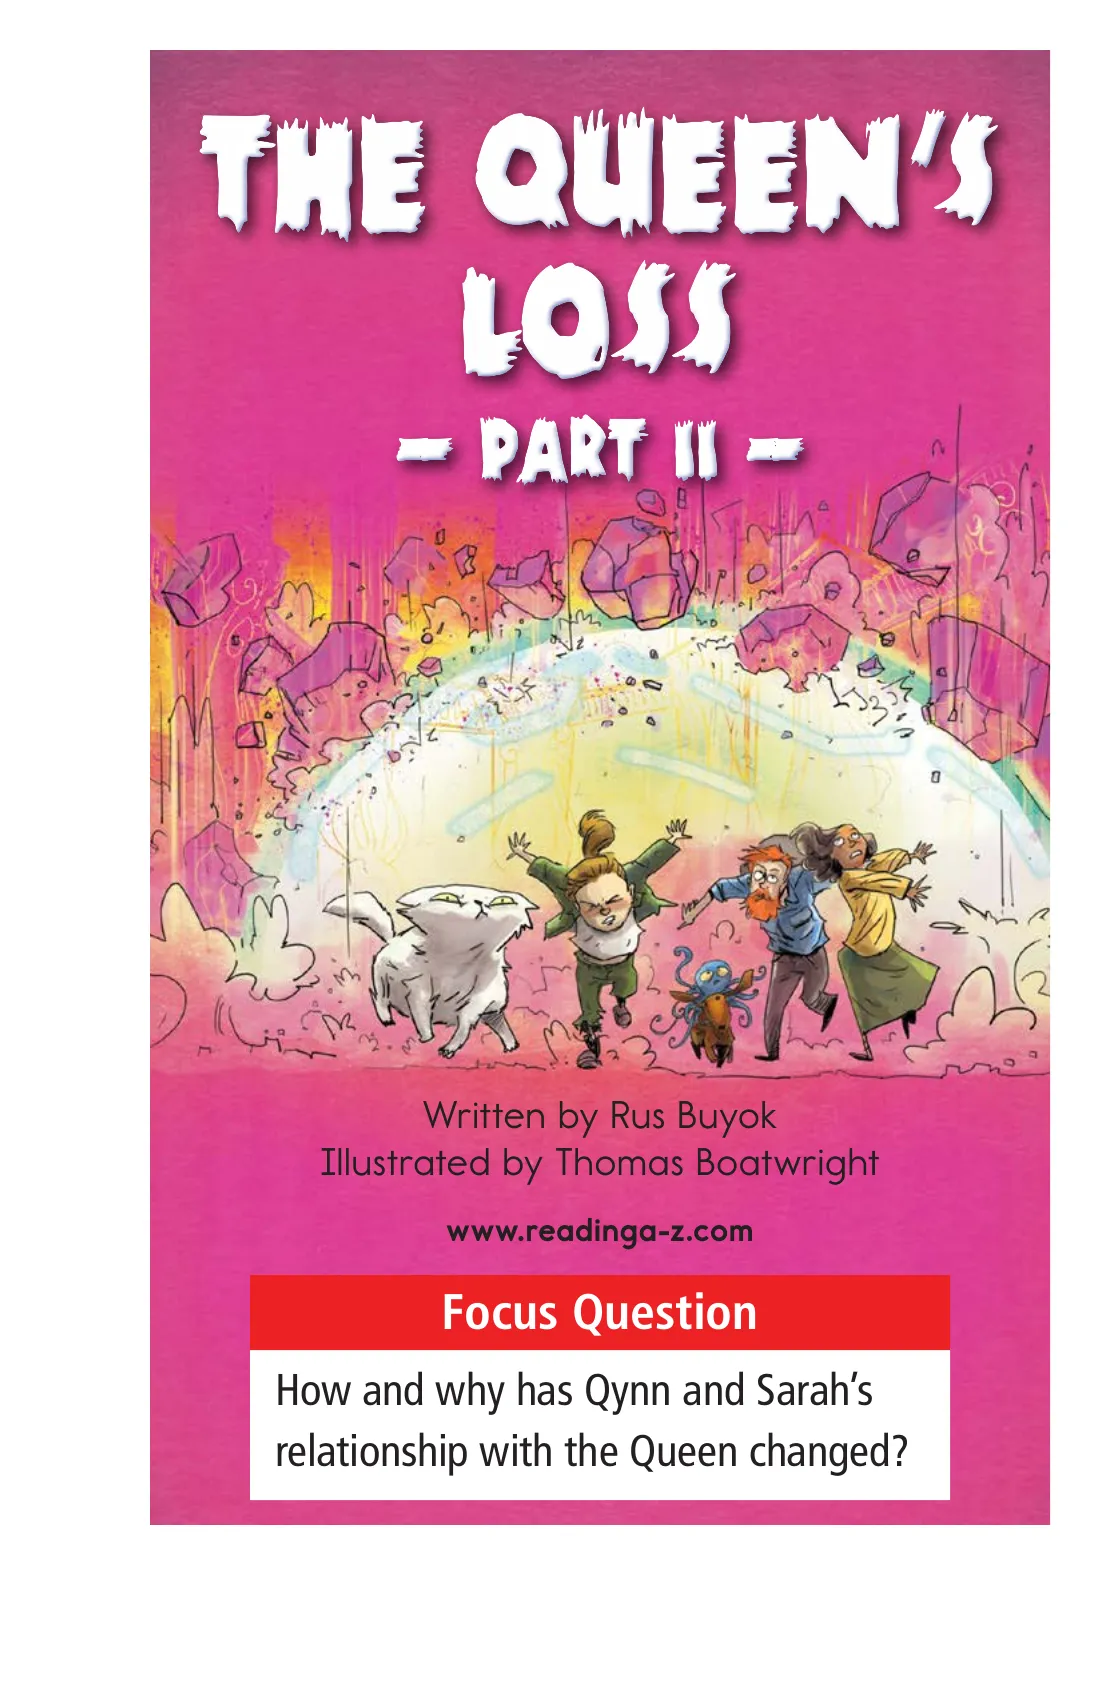 THE QUEEN'S
LOSS
– PART II –
Written by Rus Buyok
Illustrated by Thomas Boatwright
www.readinga-z.com
Focus Question
How and why has Qynn and Sarah's
relationship with the Queen changed?